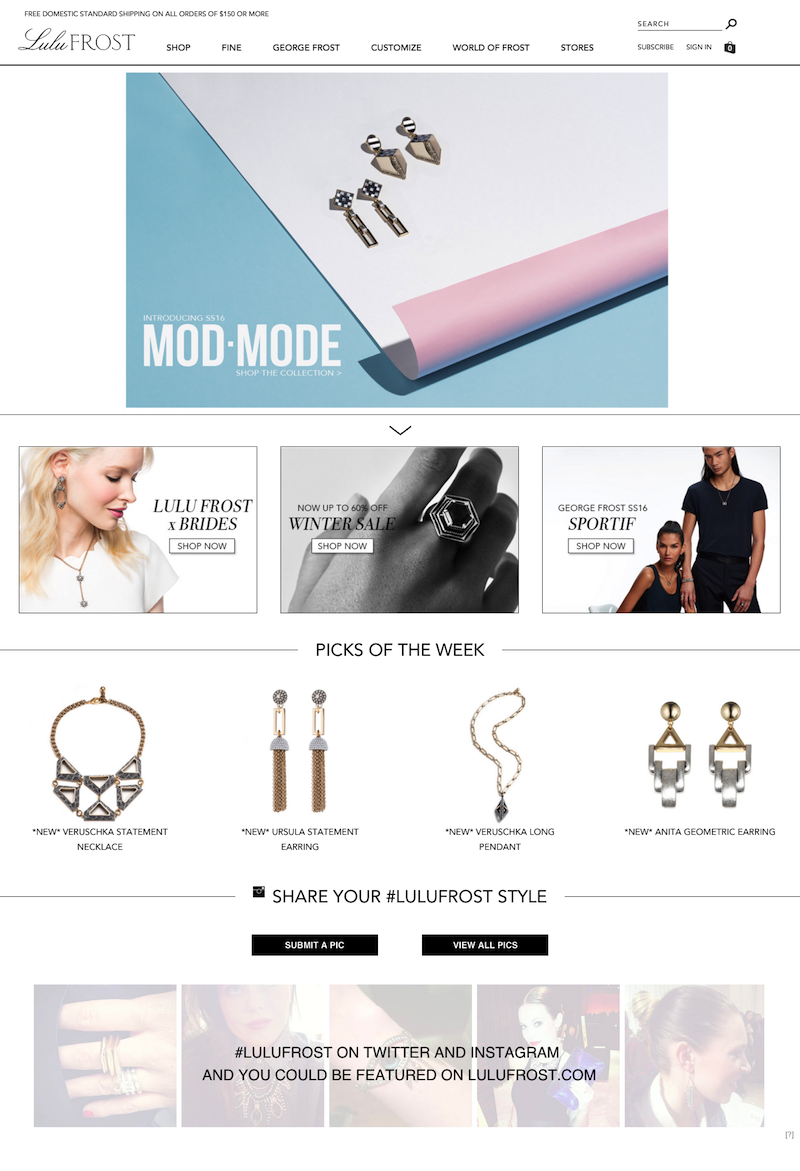 FREE DOMESTIC STANDARD SHIPPING ON ALL ORDERS OF $150 OR MORE
SEARCH
Lulu FROST
SHOP FINE GEORGE FROST CUSTOMIZE WORLD OF FROST STORES
SUBSCRIBE SIGN IN 0
INTRODUCING SS16
MOD·MODE
SHOP THE COLLECTION >
LULU FROST
x BRIDES
SHOP NOW
NOW UP TO 60% OFF
WINTER SALE
SHOP NOW
GEORGE FROST SS16
SPORTIF
SHOP NOW
PICKS OF THE WEEK
*NEW* VERUSCHKA STATEMENT
NECKLACE
*NEW* URSULA STATEMENT
EARRING
*NEW* VERUSCHKA LONG
PENDANT
*NEW* ANITA GEOMETRIC EARRING
SHARE YOUR #LULUFROST STYLE
SUBMIT A PIC VIEW ALL PICS
#LULUFROST ON TWITTER AND INSTAGRAM
AND YOU COULD BE FEATURED ON LULUFROST.COM
[?]